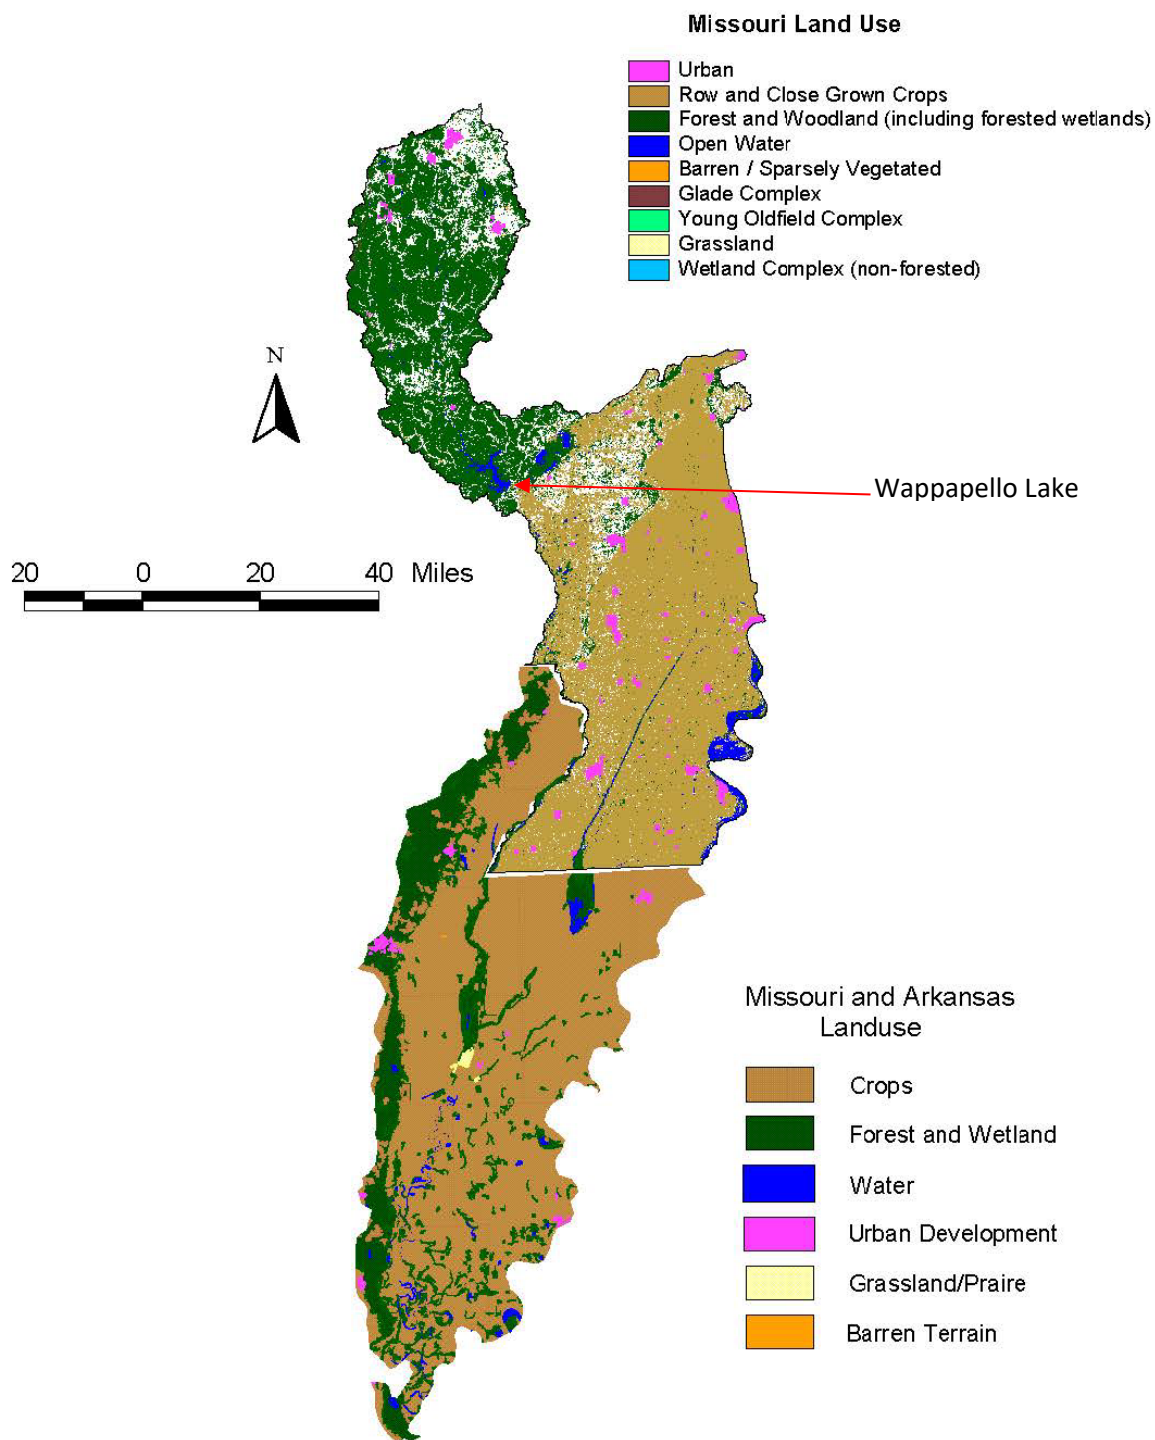 Missouri Land Use
Urban
Row and Close Grown Crops
Forest and Woodland (including forested wetlands)
Open Water
Barren / Sparsely Vegetated
Glade Complex
Young Oldfield Complex
Grassland
Wetland Complex (non-forested)
N
Wappapello Lake
20 0 20 40 Miles
Missouri and Arkansas
Landuse
Crops
Forest and Wetland
Water
Urban Development
Grassland/Praire
Barren Terrain